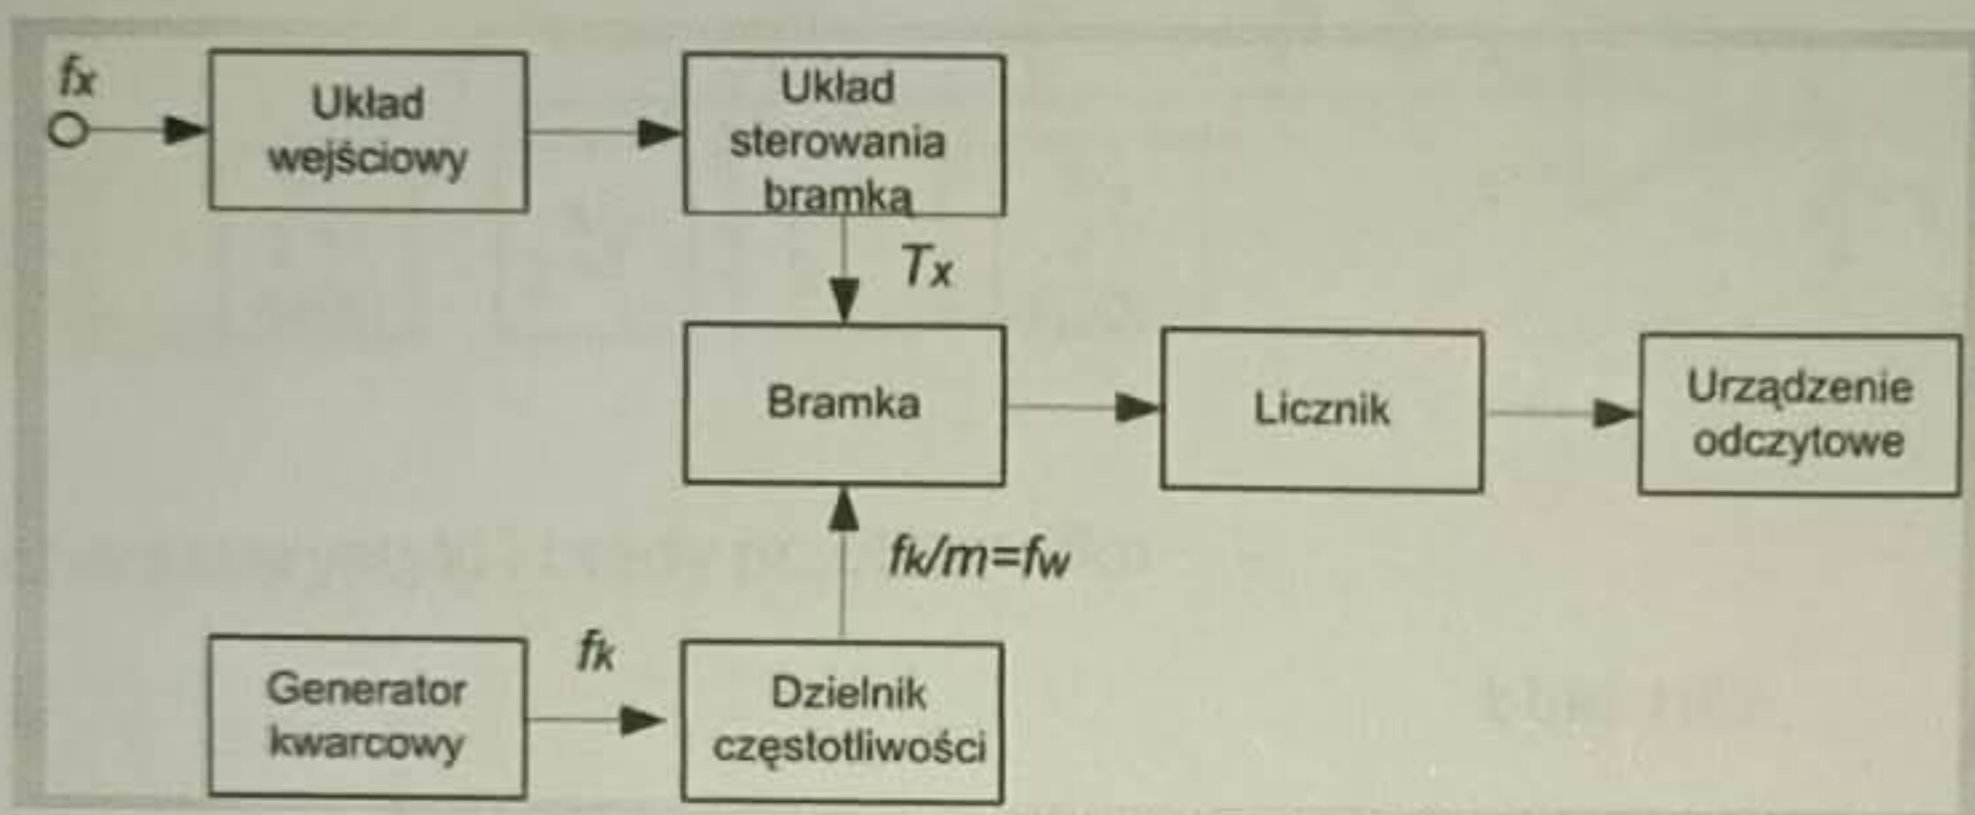 fx
Układ
wejściowy
Układ
sterowania
bramką
Tx
Bramka
Licznik
Urządzenie
odczytowe
fk/m=fw
Generator
kwarcowy
fk
Dzielnik
częstotliwości